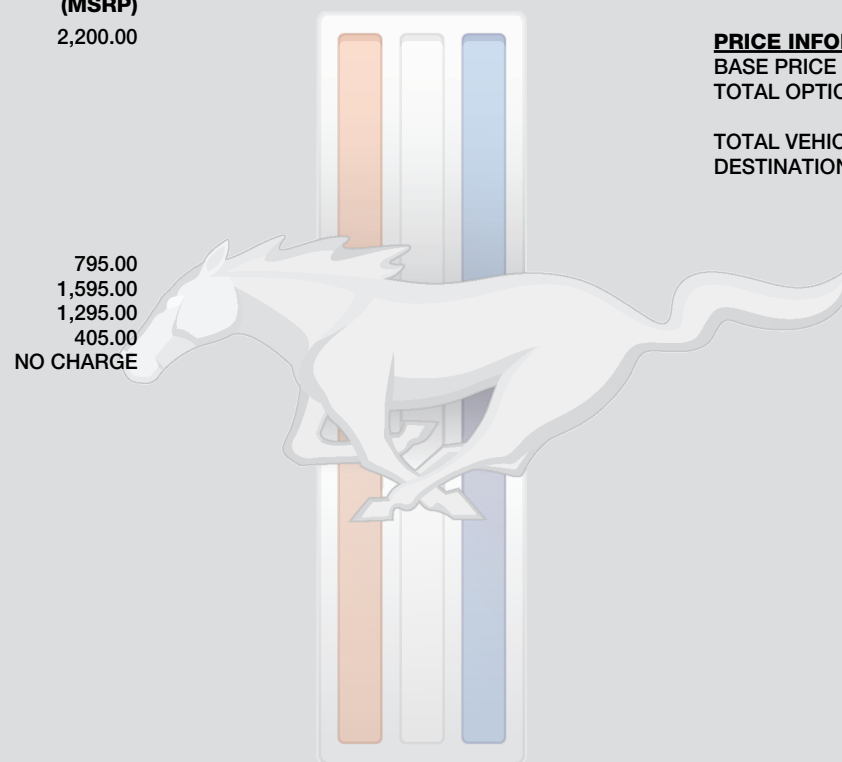 (MSRP)
2,200.00
795.00
1,595.00
1,295.00
405.00
NO CHARGE
PRICE INFO
BASE PRICE
TOTAL OPTIO
TOTAL VEHIC
DESTINATION